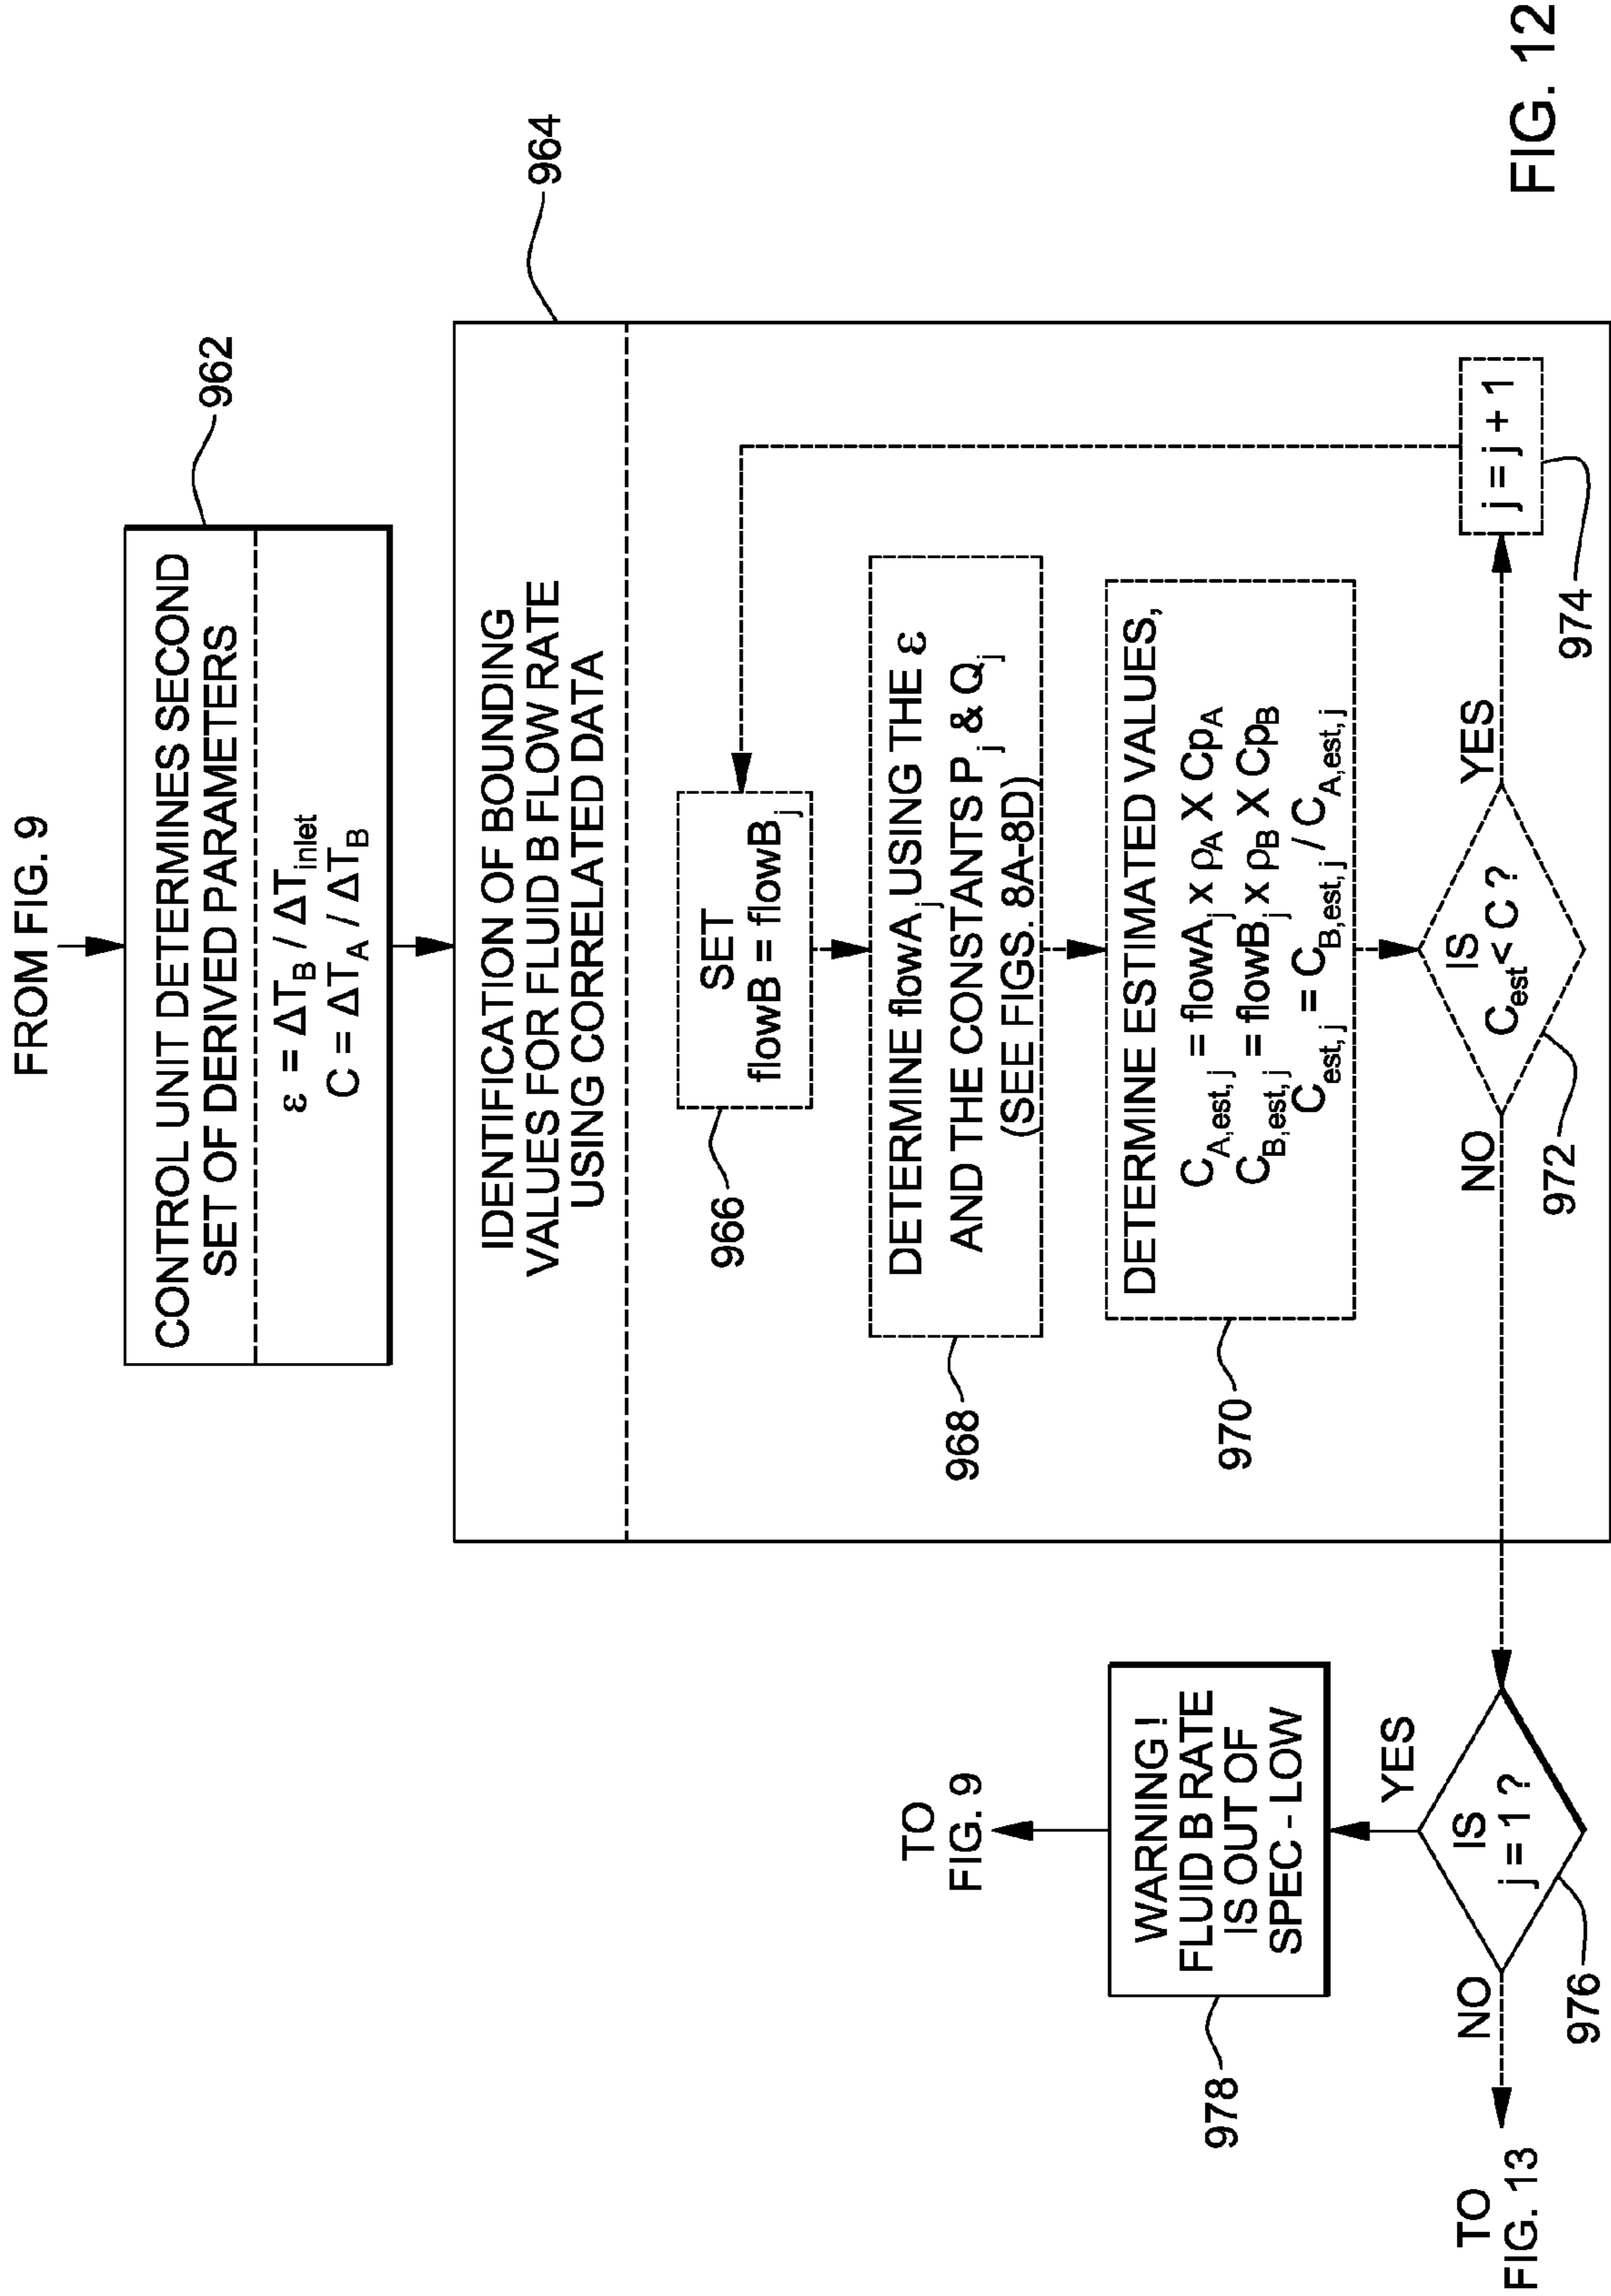 FROM FIG. 9
CONTROL UNIT DETERMINES SECOND
SET OF DERIVED PARAMETERS
ε = ΔT_B / ΔT_inlet
C = ΔT_A / ΔT_B
962
964
IDENTIFICATION OF BOUNDING
VALUES FOR FLUID B FLOW RATE
USING CORRELATED DATA
SET
flowB = flowB_j
966
DETERMINE flowA_j USING THE ε
AND THE CONSTANTS P_j & Q_j
(SEE FIGS. 8A-8D)
968
DETERMINE ESTIMATED VALUES,
C_A,est,j = flowA_j x ρ_A X Cp_A
C_B,est,j = flowB_j x ρ_B X Cp_B
C_est,j = C_B,est,j / C_A,est,j
970
IS
C_est < C ?
972
NO
YES
j = j + 1
974
IS
j = 1 ?
976
YES
NO
WARNING !
FLUID B RATE
IS OUT OF
SPEC - LOW
978
TO
FIG. 9
TO
FIG. 13
FIG. 12